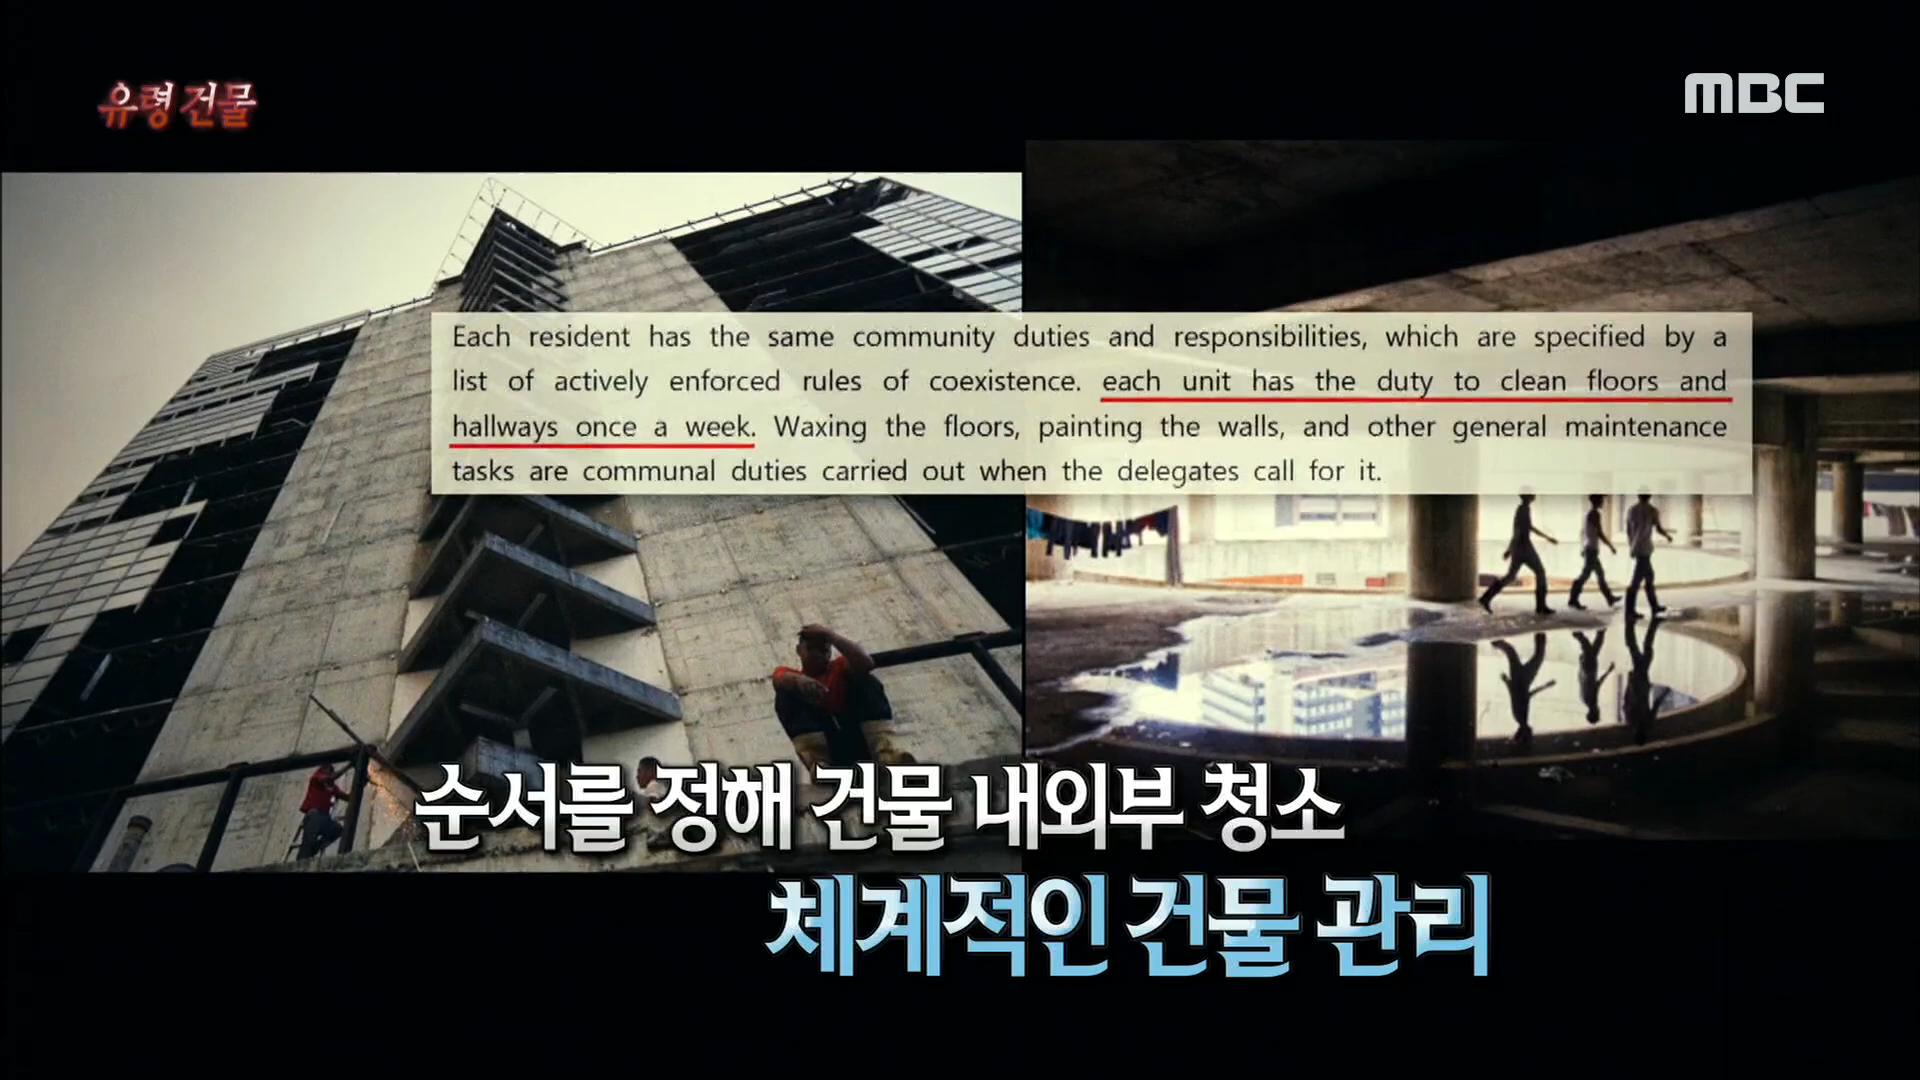 유령 건물
MBC
Each resident has the same community duties and responsibilities, which are specified by a
list of actively enforced rules of coexistence. each unit has the duty to clean floors and
hallways once a week. Waxing the floors, painting the walls, and other general maintenance
tasks are communal duties carried out when the delegates call for it.
순서를 정해 건물 내외부 청소
체계적인 건물 관리